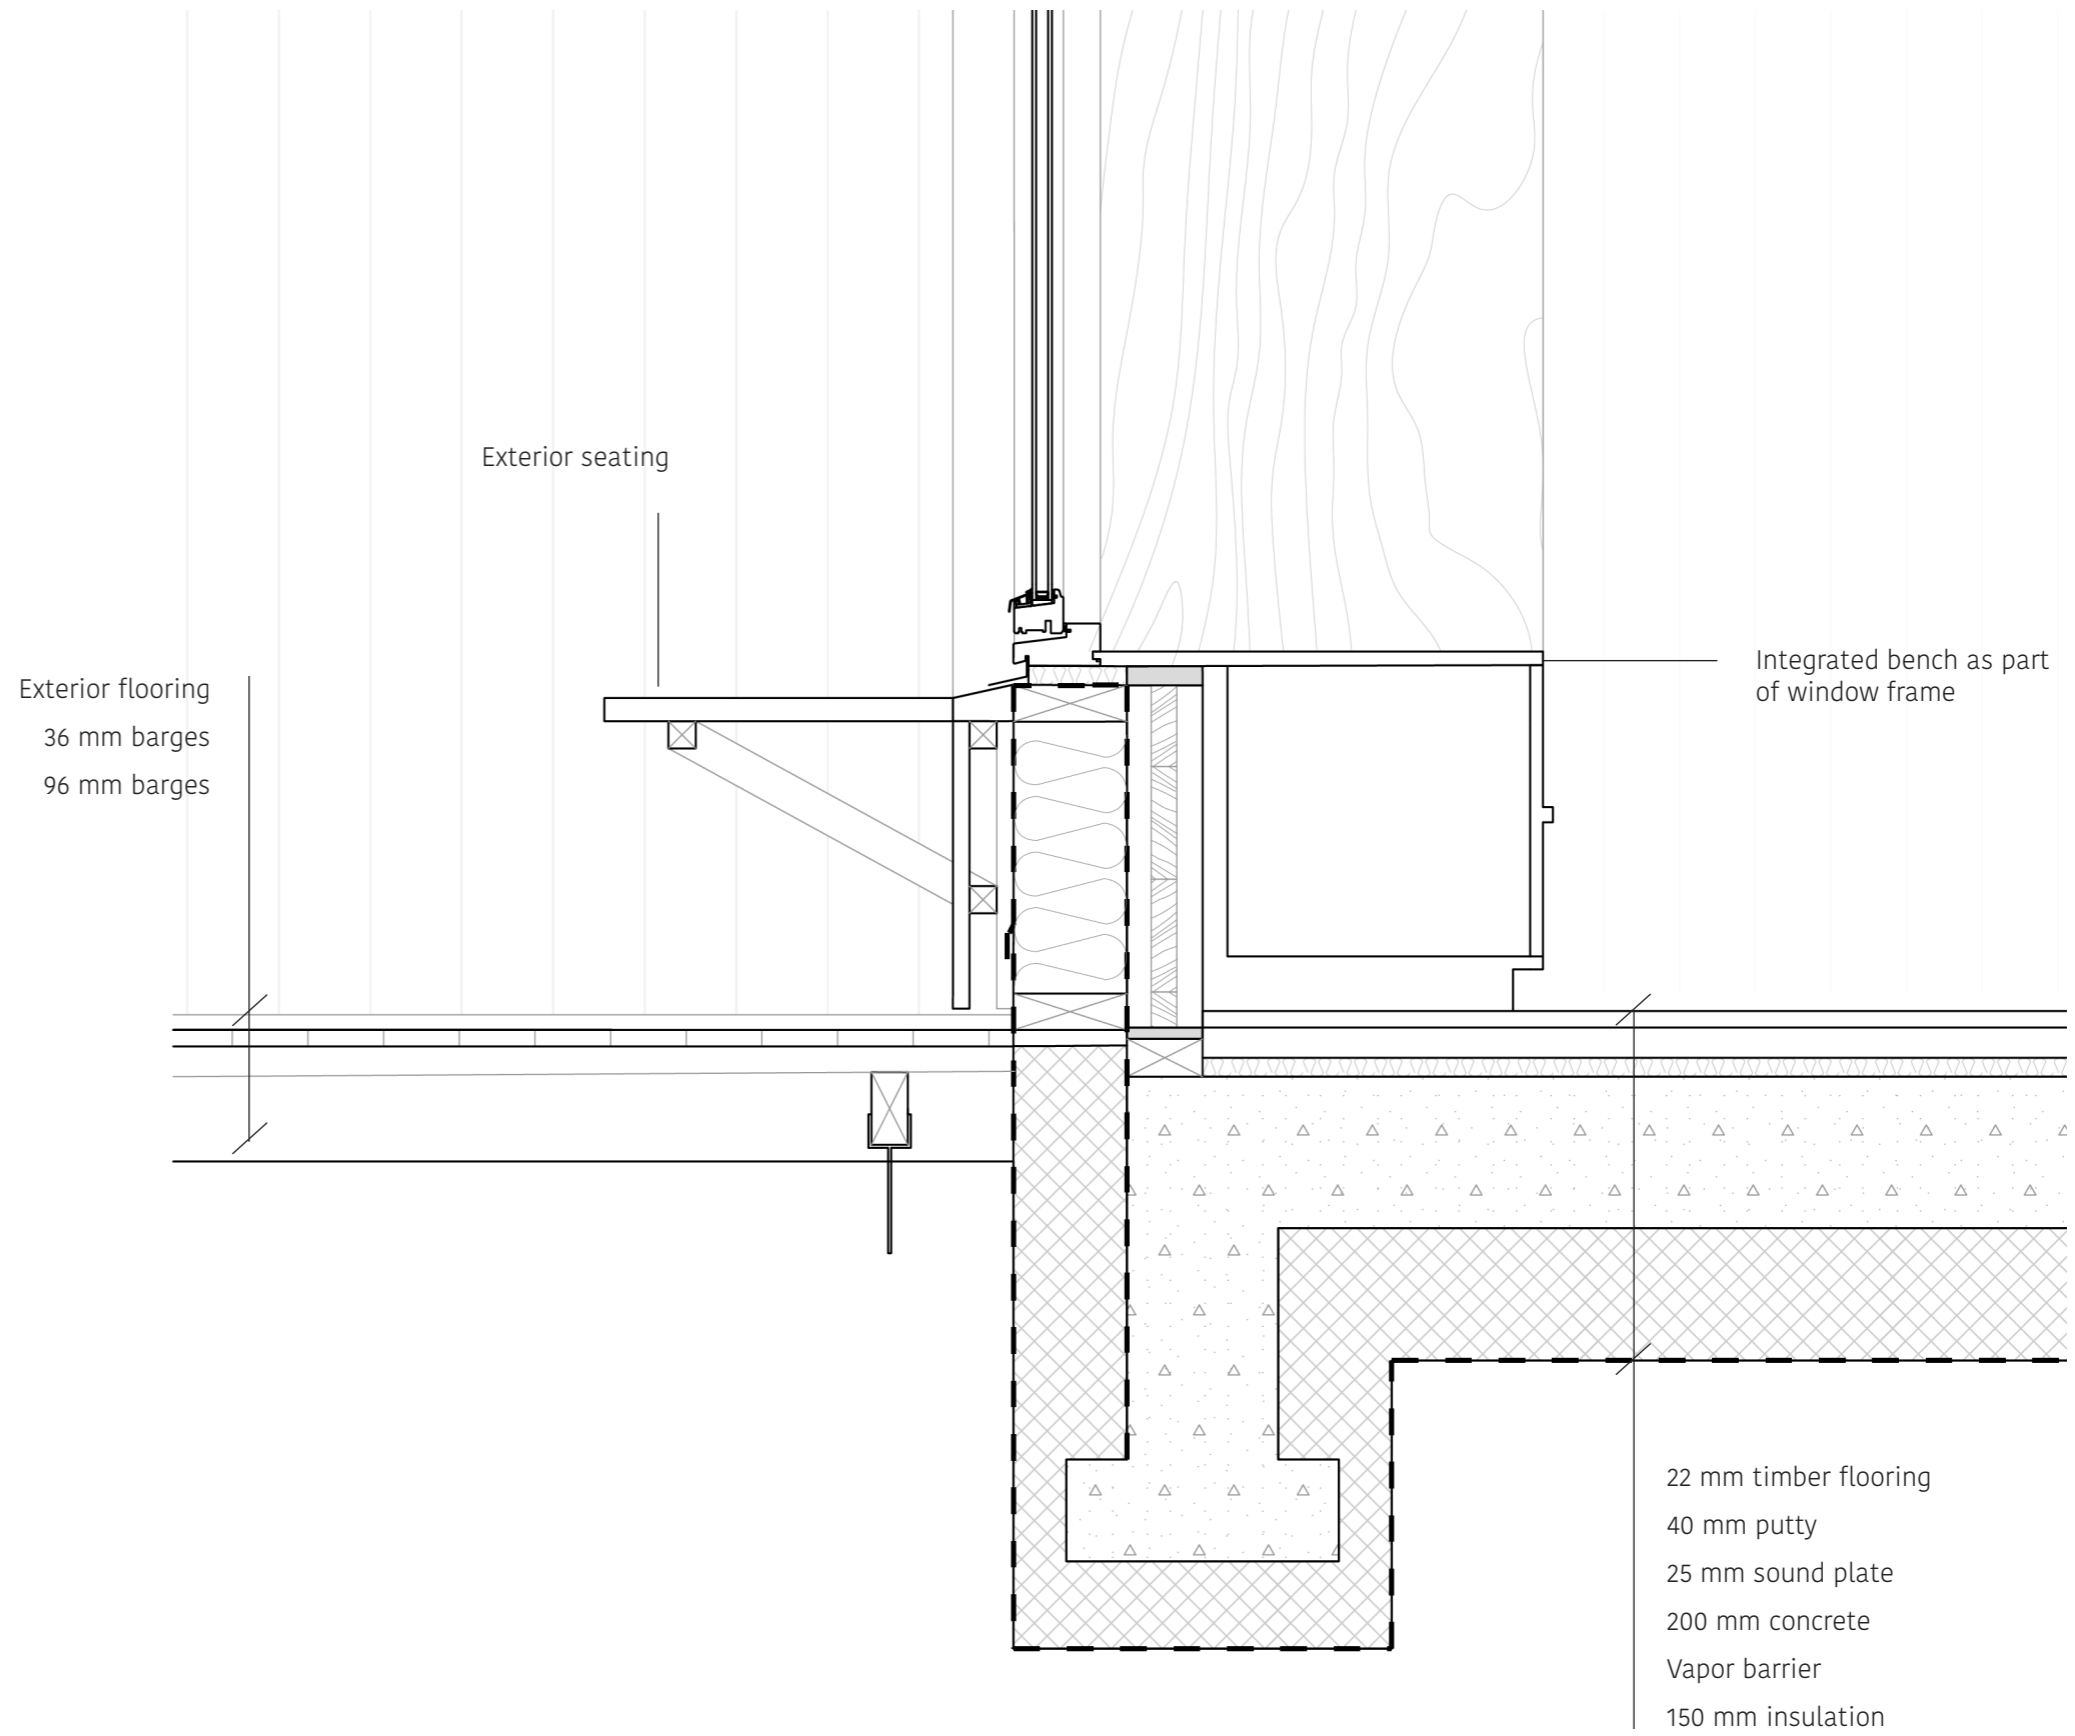 Exterior seating
Exterior flooring
36 mm barges
96 mm barges
Integrated bench as part
of window frame
22 mm timber flooring
40 mm putty
25 mm sound plate
200 mm concrete
Vapor barrier
150 mm insulation